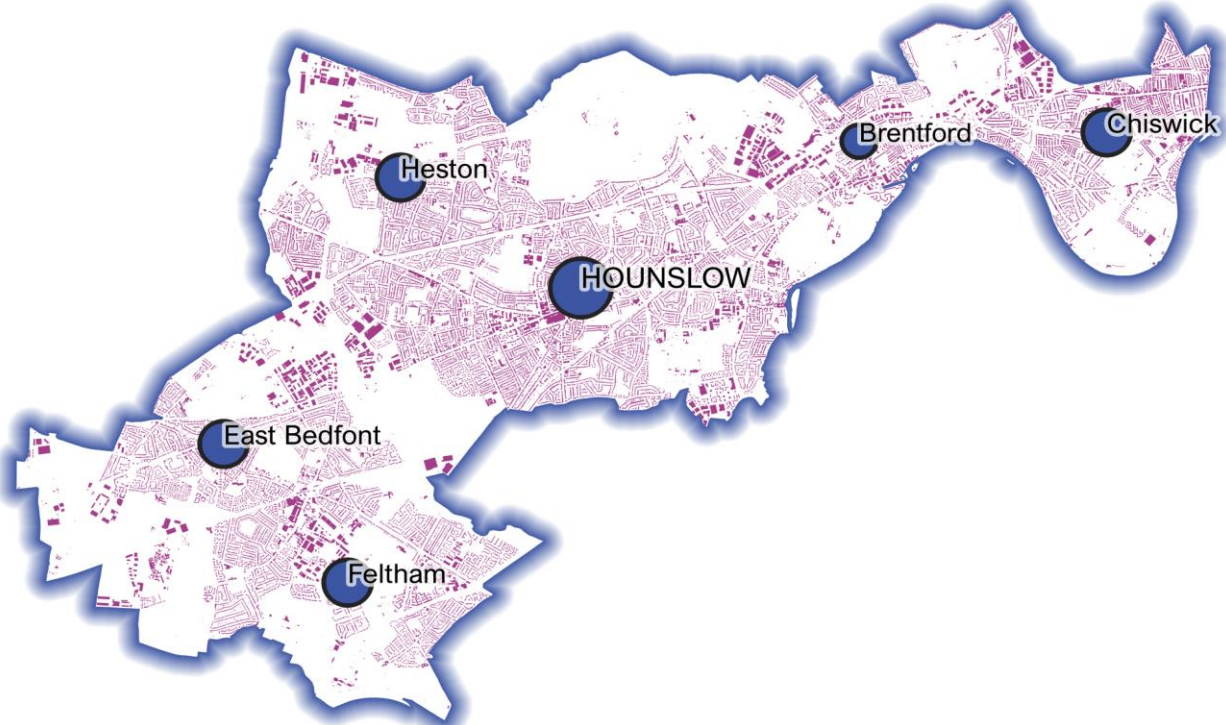 Brentford
Chiswick
Heston
HOUNSLOW
East Bedfont
Feltham